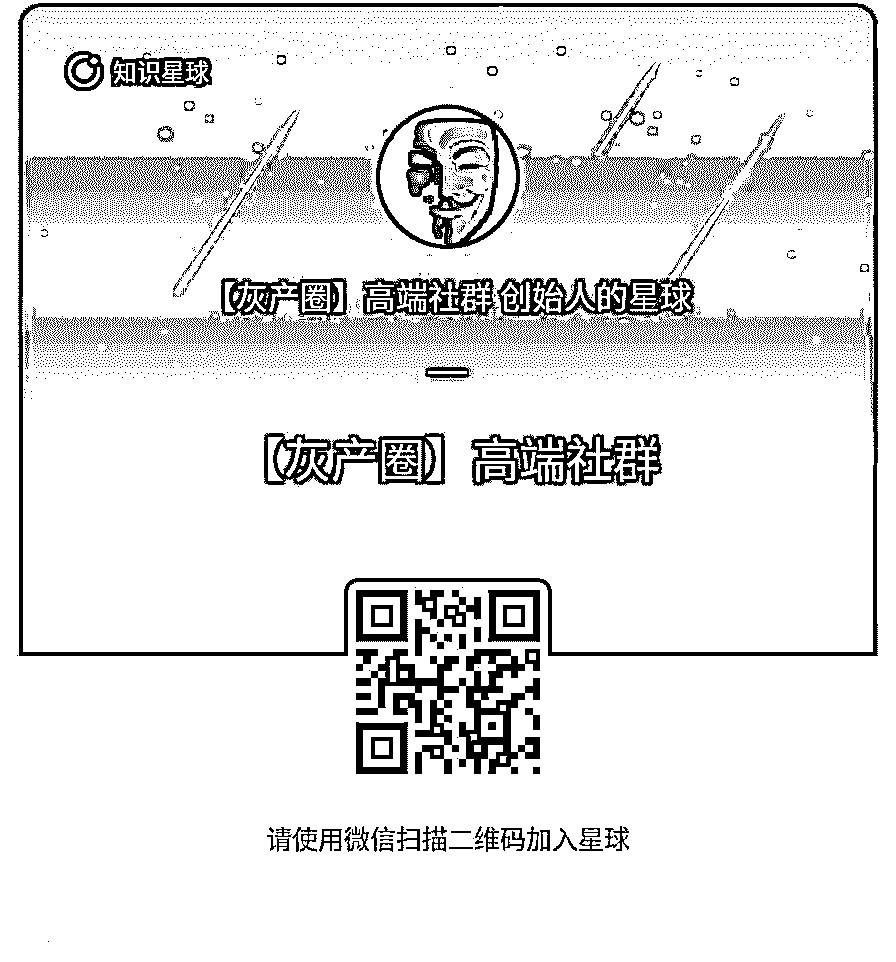 知识星球
【灰产圈】高端社群 创始人的星球
【灰产圈】高端社群
请使用微信扫描二维码加入星球